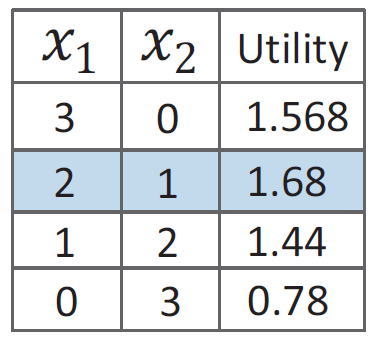 x₁ x₂ Utility
3 0 1.568
2 1 1.68
1 2 1.44
0 3 0.78